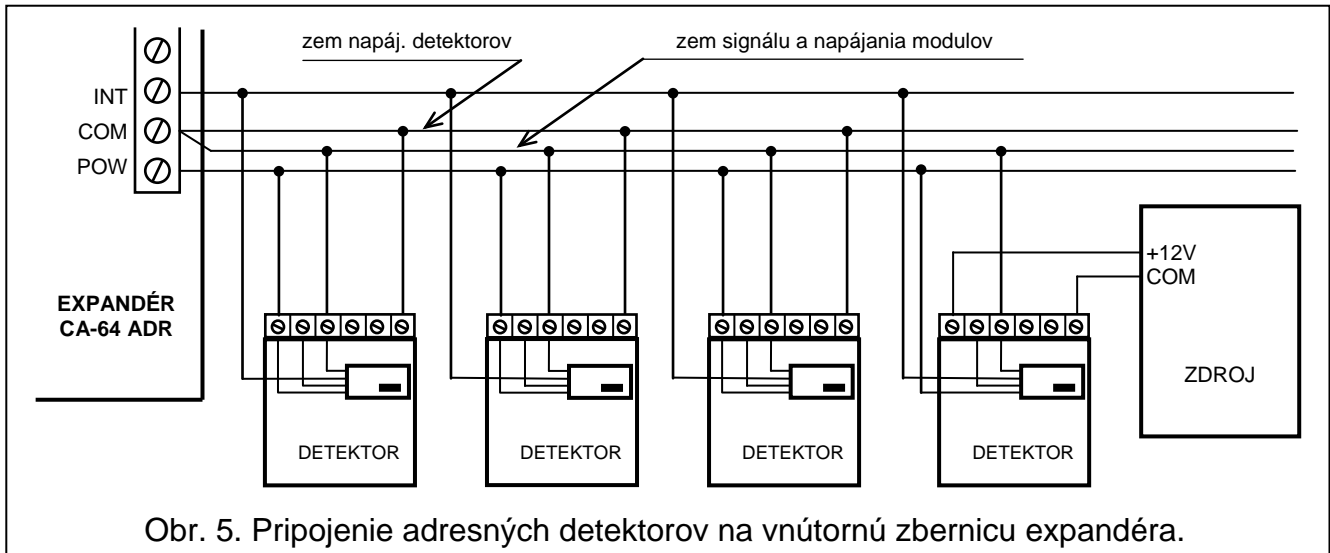 zem napáj. detektorov
zem signálu a napájania modulov
INT
COM
POW
+12V
COM
EXPANDÉR
CA-64 ADR
ZDROJ
DETEKTOR
DETEKTOR
DETEKTOR
DETEKTOR
Obr. 5. Pripojenie adresných detektorov na vnútornú zbernicu expandéra.